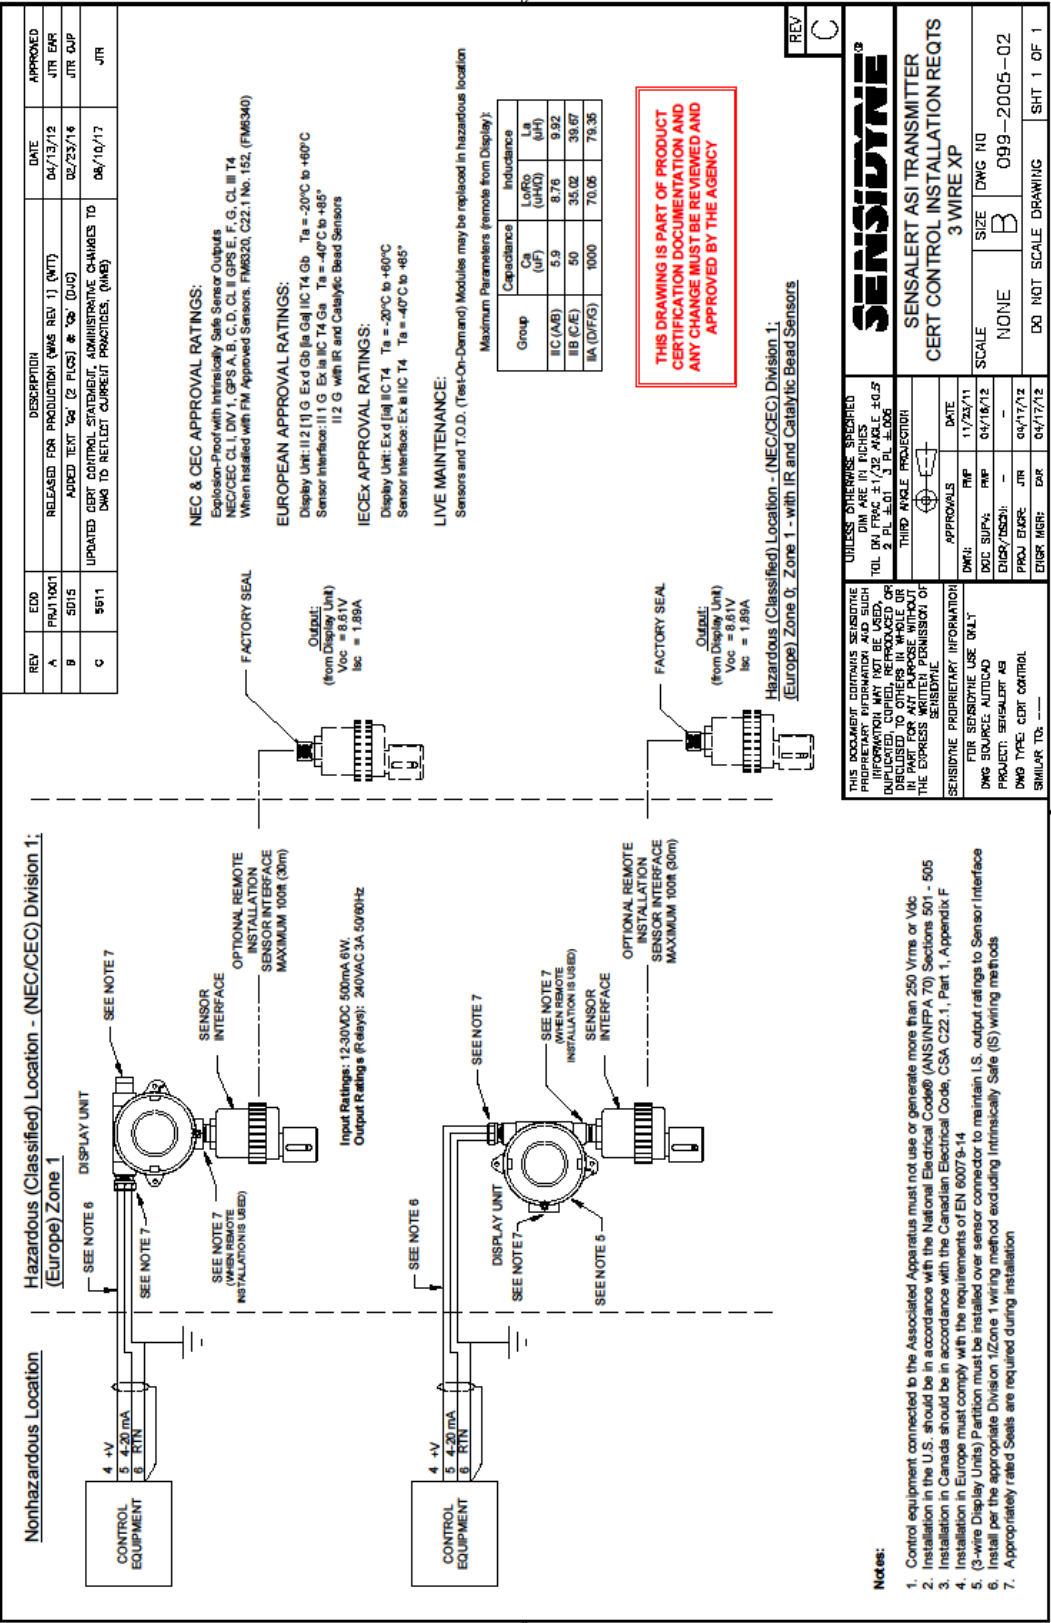 REV ECO DESCRIPTION DATE APPROVED
A PRJ11001 RELEASED FOR PRODUCTION (WAS REV 1) (WTT) 04/13/12 JTR EAR
B 5015 ADDED TEXT 'Ga' (2 PLCS) & 'Gb' (DJC) 02/23/16 JTR
C 5611 UPDATED CERT CONTROL STATEMENT, ADMINISTRATIVE CHANGES TO 08/10/17 JTR
DWG TO REFLECT CURRENT PRACTICES.
Nonhazardous Location
Hazardous (Classified) Location - (NEC/CEC) Division 1;
(Europe) Zone 1
CONTROL
EQUIPMENT
4 +V
5 4-20 mA
6 RTN
SEE NOTE 6
DISPLAY UNIT
SEE NOTE 7
SEE NOTE 7
SEE NOTE 7
(WHEN REMOTE
INSTALLATION IS USED)
SENSOR
INTERFACE
OPTIONAL REMOTE
INSTALLATION
SENSOR INTERFACE
MAXIMUM 100ft (30m)
FACTORY SEAL
Output:
(from Display Unit)
Voc = 8.61V
Isc = 1.89A
Input Ratings: 12-30VDC 500mA 6W.
Output Ratings (Relays): 240VAC 3A 50/60Hz
CONTROL
EQUIPMENT
4 +V
5 4-20 mA
6 RTN
SEE NOTE 6
DISPLAY UNIT
SEE NOTE 7
SEE NOTE 5
SEE NOTE 7
SEE NOTE 7
(WHEN REMOTE
INSTALLATION IS USED)
SENSOR
INTERFACE
OPTIONAL REMOTE
INSTALLATION
SENSOR INTERFACE
MAXIMUM 100ft (30m)
FACTORY SEAL
Output:
(from Display Unit)
Voc = 8.61V
Isc = 1.89A
Hazardous (Classified) Location - (NEC/CEC) Division 1;
(Europe) Zone 0; Zone 1 - with IR and Catalytic Bead Sensors
NEC & CEC APPROVAL RATINGS:
Explosion-Proof with Intrinsically Safe Sensor Outputs
NEC/CEC CL I, DIV 1, GPS A, B, C, D, CL II GPS E, F, G, CL III T4
When Installed with FM Approved Sensors. FM6320, C22.1 No. 152, (FM6340)
EUROPEAN APPROVAL RATINGS:
Display Unit: II 2 [1] G Ex d Gb [ia Ga] IIC T4 Gb Ta = -20°C to +60°C
Sensor Interface: II 1 G Ex ia IIC T4 Ga Ta = -40°C to +85°
II 2 G with IR and Catalytic Bead Sensors
IECEx APPROVAL RATINGS:
Display Unit: Ex d [ia] IIC T4 Ta = -20°C to +60°C
Sensor Interface: Ex ia IIC T4 Ta = -40°C to +85°
LIVE MAINTENANCE:
Sensors and T.O.D. (Test-On-Demand) Modules may be replaced in hazardous location
Maximum Parameters (remote from Display):
Group Capacitance Inductance
Ca (uF) Lo/Ro (uH/Ω) La (uH)
IIC (A/B) 5.9 8.76 9.92
IIB (C/E) 50 35.02 39.67
IIA (D/F/G) 1000 70.05 79.35
THIS DRAWING IS PART OF PRODUCT
CERTIFICATION DOCUMENTATION AND
ANY CHANGE MUST BE REVIEWED AND
APPROVED BY THE AGENCY
REV
C
Notes:
1. Control equipment connected to the Associated Apparatus must not use or generate more than 250 Vrms or Vdc
2. Installation in the U.S. should be in accordance with the National Electrical Code® (ANSI/NFPA 70) Sections 501 - 505
3. Installation in Canada should be in accordance with the Canadian Electrical Code, CSA C22.1, Part 1, Appendix F
4. Installation in Europe must comply with the requirements of EN 60079-14
5. (3-wire Display Units) Partition must be installed over sensor connector to maintain I.S. output ratings to Sensor Interface
6. Install per the appropriate Division 1/Zone 1 wiring method excluding Intrinsically Safe (IS) wiring methods
7. Appropriately rated Seals are required during installation
THIS DOCUMENT CONTAINS SENSIDYNE
PROPRIETARY INFORMATION AND SUCH
INFORMATION MAY NOT BE USED,
DUPLICATED, COPIED, REPRODUCED OR
DISCLOSED TO OTHERS IN WHOLE OR
IN PART FOR ANY PURPOSE WITHOUT
THE EXPRESS WRITTEN PERMISSION OF
SENSIDYNE
SENSIDYNE PROPRIETARY INFORMATION
FOR SENSIDYNE USE ONLY
DWG SOURCE: AUTOCAD
PROJECT: SENSALERT ASI
DWG TYPE: CERT CONTROL
SIMILAR TO: ----
UNLESS OTHERWISE SPECIFIED
DIM ARE IN INCHES
TOL ON FRAC ±1/32 ANGLE ±0.5
2 PL ±.01 3 PL ±.005
THIRD ANGLE PROJECTION
APPROVALS DATE
DWN: PMP 11/23/11
DOC SUPV: PMP 04/16/12
ENGR/DSGN: - -
PROJ ENGR: JTR 04/17/12
ENGR MGR: EAR 04/17/12
SENSIDYNE®
SENSALERT ASI TRANSMITTER
CERT CONTROL INSTALLATION REQTS
3 WIRE XP
SCALE NONE
SIZE B
DWG NO 099-2005-02
DO NOT SCALE DRAWING SHT 1 OF 1